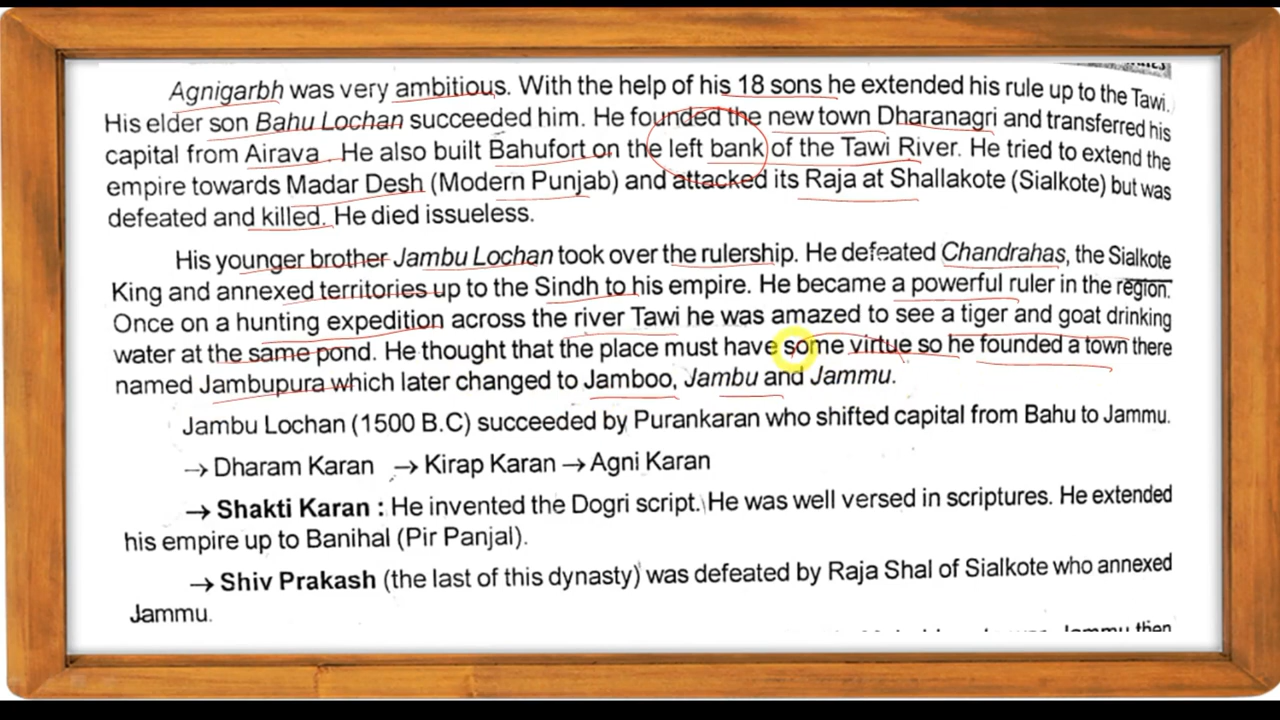 Agnigarbh was very ambitious. With the help of his 18 sons he extended his rule up to the Tawi.
His elder son Bahu Lochan succeeded him. He founded the new town Dharanagri and transferred his
capital from Airava. He also built Bahufort on the left bank of the Tawi River. He tried to extend the
empire towards Madar Desh (Modern Punjab) and attacked its Raja at Shallakote (Sialkote) but was
defeated and killed. He died issueless.
His younger brother Jambu Lochan took over the rulership. He defeated Chandrahas, the Sialkote
King and annexed territories up to the Sindh to his empire. He became a powerful ruler in the region.
Once on a hunting expedition across the river Tawi he was amazed to see a tiger and goat drinking
water at the same pond. He thought that the place must have some virtue so he founded a town there
named Jambupura which later changed to Jamboo, Jambu and Jammu.
Jambu Lochan (1500 B.C) succeeded by Purankaran who shifted capital from Bahu to Jammu.
→ Dharam Karan → Kirap Karan → Agni Karan
→ Shakti Karan : He invented the Dogri script. He was well versed in scriptures. He extended
his empire up to Banihal (Pir Panjal).
→ Shiv Prakash (the last of this dynasty) was defeated by Raja Shal of Sialkote who annexed
Jammu.
Jammu then